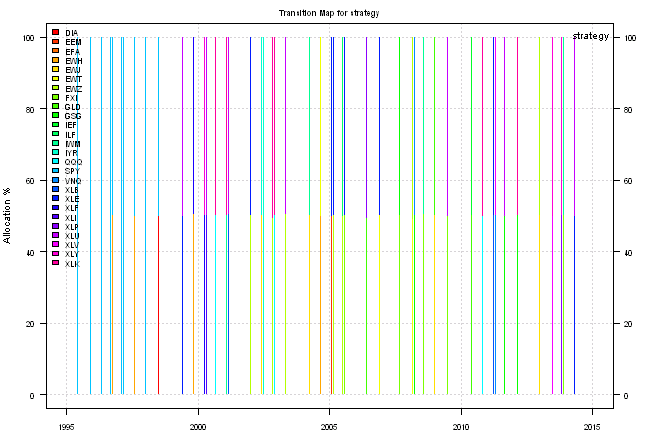 Transition Map for strategy
strategy
Allocation %
100
80
60
40
20
0
DIA
EEM
EFA
EWH
EWJ
EWT
EWZ
FXI
GLD
GSG
IEF
ILF
IWM
IYR
QQQ
SPY
VNQ
XLB
XLE
XLF
XLI
XLP
XLU
XLV
XLY
XLK
100
80
60
40
20
0
1995
2000
2005
2010
2015